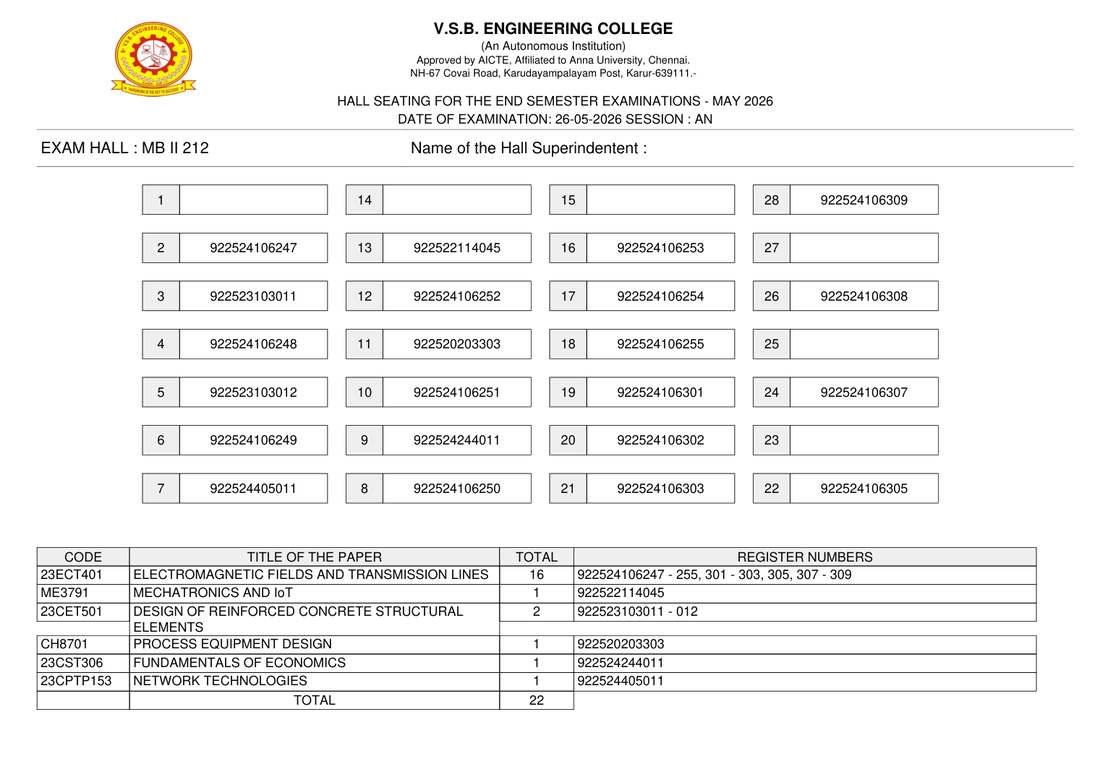 V.S.B. ENGINEERING COLLEGE
(An Autonomous Institution)
Approved by AICTE, Affiliated to Anna University, Chennai.
NH-67 Covai Road, Karudayampalayam Post, Karur-639111.-
HALL SEATING FOR THE END SEMESTER EXAMINATIONS - MAY 2026
DATE OF EXAMINATION: 26-05-2026 SESSION : AN
EXAM HALL : MB II 212 Name of the Hall Superindentent :
1 14 15 28 922524106309
2 922524106247 13 922522114045 16 922524106253 27
3 922523103011 12 922524106252 17 922524106254 26 922524106308
4 922524106248 11 922520203303 18 922524106255 25
5 922523103012 10 922524106251 19 922524106301 24 922524106307
6 922524106249 9 922524244011 20 922524106302 23
7 922524405011 8 922524106250 21 922524106303 22 922524106305
CODE TITLE OF THE PAPER TOTAL REGISTER NUMBERS
23ECT401 ELECTROMAGNETIC FIELDS AND TRANSMISSION LINES 16 922524106247 - 255, 301 - 303, 305, 307 - 309
ME3791 MECHATRONICS AND IoT 1 922522114045
23CET501 DESIGN OF REINFORCED CONCRETE STRUCTURAL 2 922523103011 - 012
ELEMENTS
CH8701 PROCESS EQUIPMENT DESIGN 1 922520203303
23CST306 FUNDAMENTALS OF ECONOMICS 1 922524244011
23CPTP153 NETWORK TECHNOLOGIES 1 922524405011
TOTAL 22